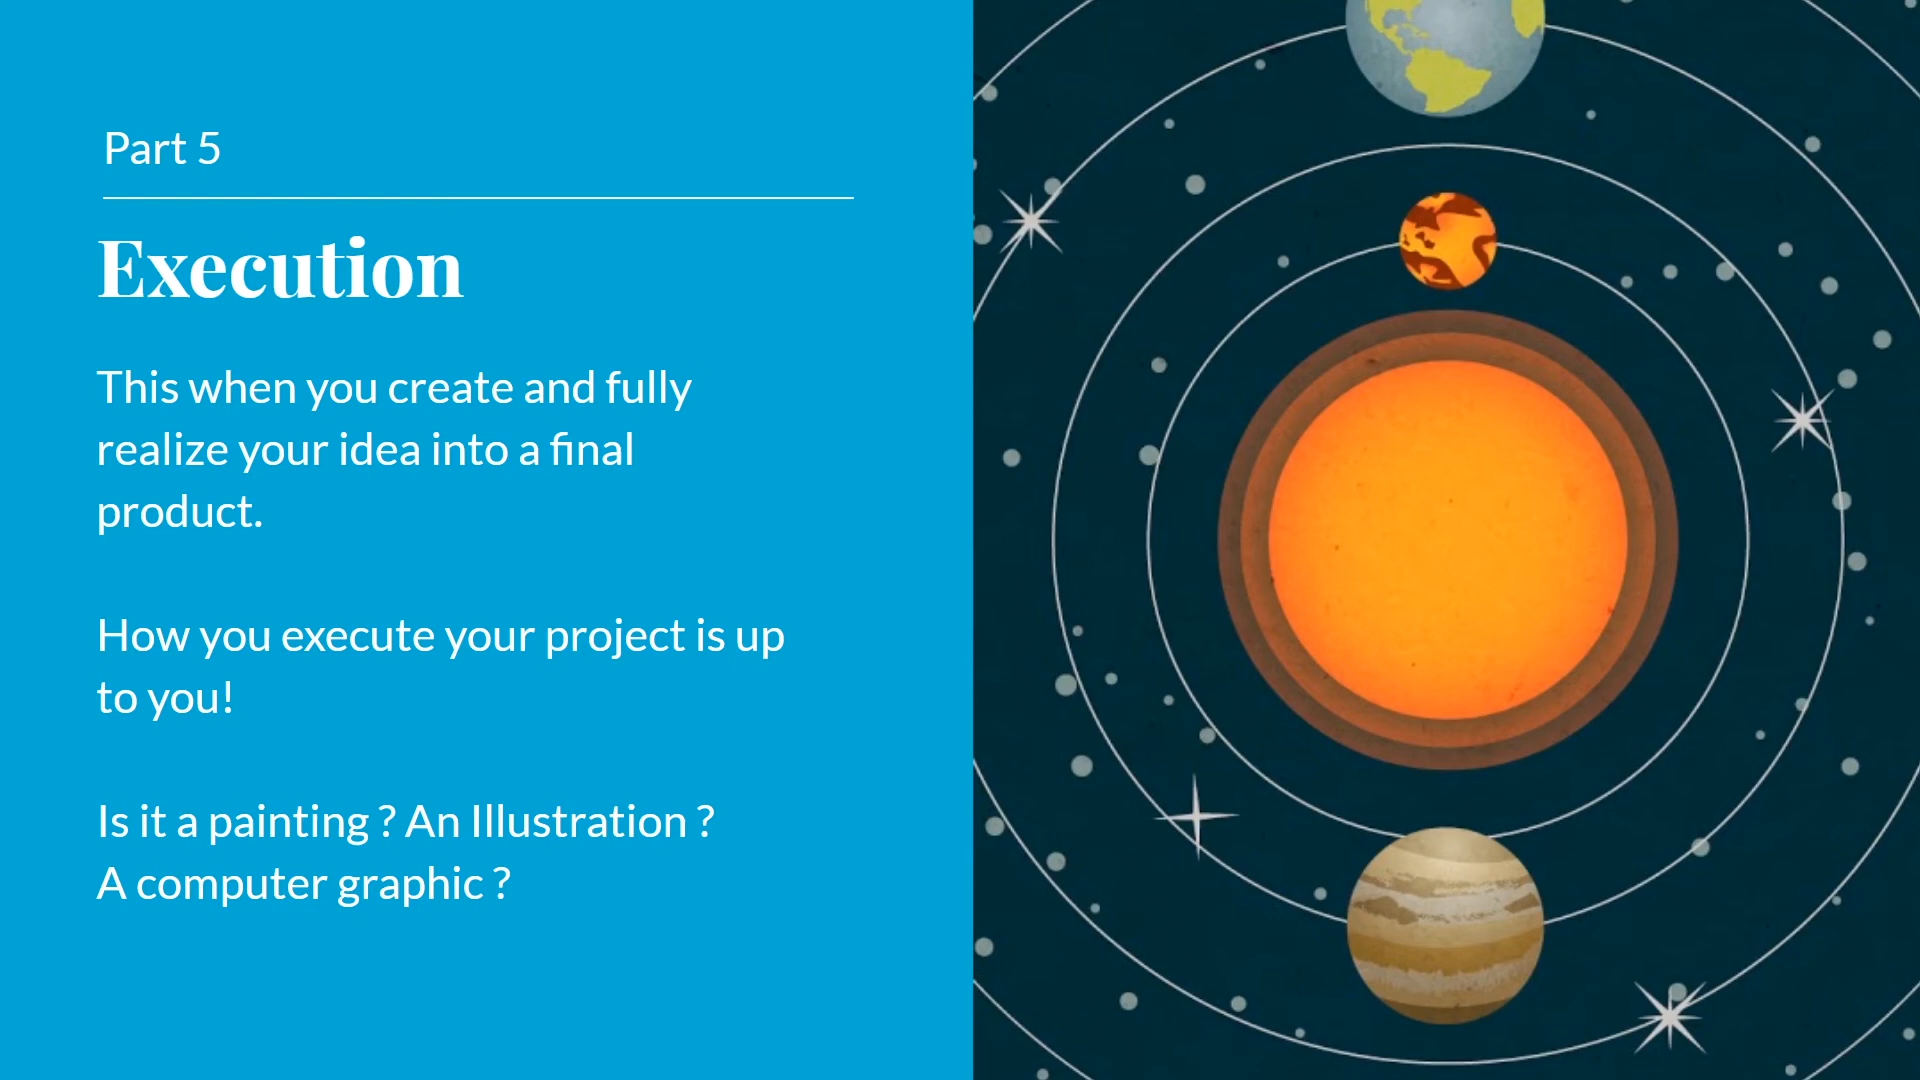 Part 5
Execution
This when you create and fully
realize your idea into a final
product.
How you execute your project is up
to you!
Is it a painting ? An Illustration ?
A computer graphic ?